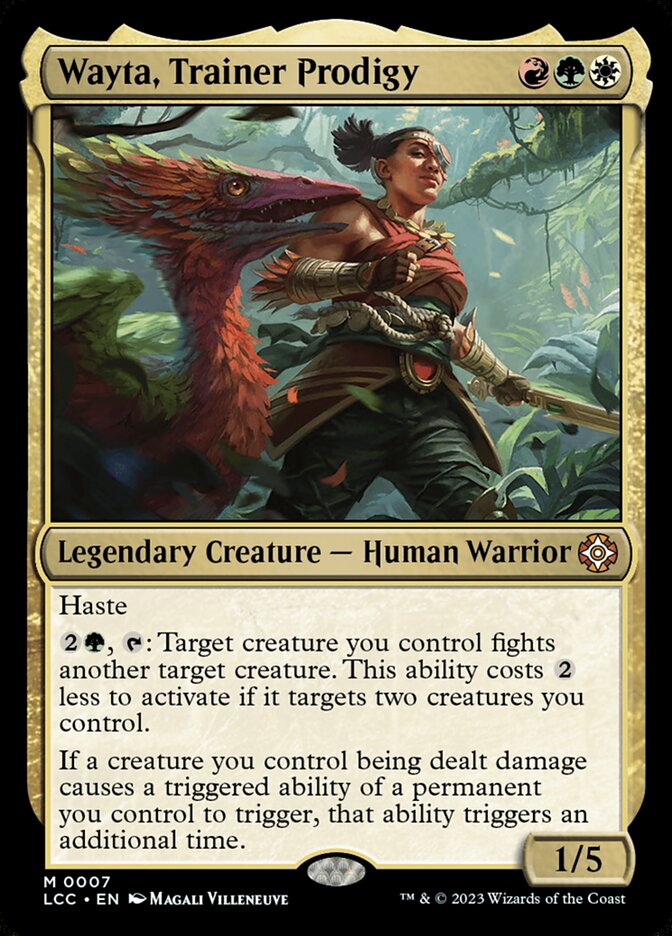 Wayta, Trainer Prodigy
Legendary Creature — Human Warrior
Haste
2, : Target creature you control fights
another target creature. This ability costs 2
less to activate if it targets two creatures you
control.
If a creature you control being dealt damage
causes a triggered ability of a permanent
you control to trigger, that ability triggers an
additional time.
1/5
M 0007
LCC • EN Magali Villeneuve
™ & © 2023 Wizards of the Coast